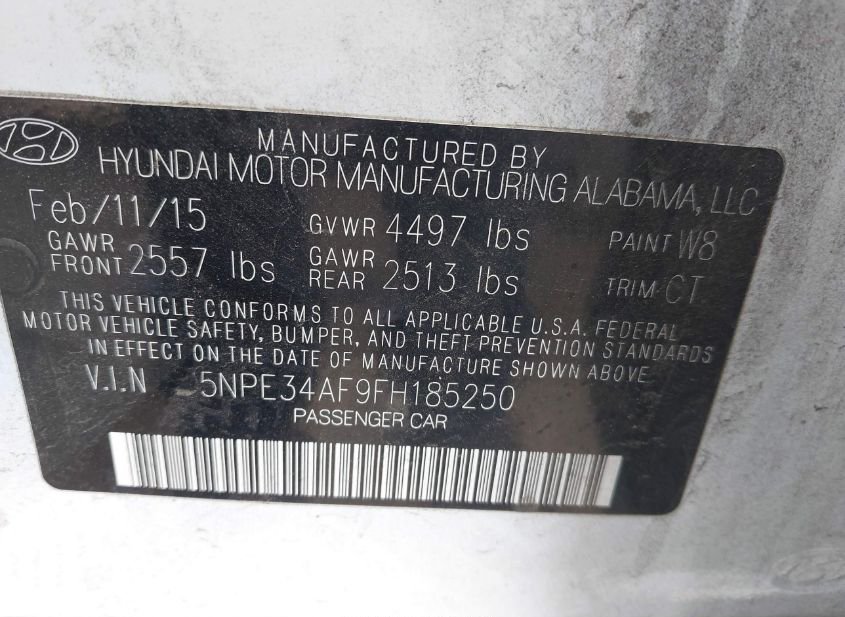 MANUFACTURED BY
HYUNDAI MOTOR MANUFACTURING ALABAMA, LLC
Feb/11/15 GVWR 4497 lbs PAINT W8
GAWR FRONT 2557 lbs GAWR REAR 2513 lbs TRIM CT
THIS VEHICLE CONFORMS TO ALL APPLICABLE U.S.A. FEDERAL
MOTOR VEHICLE SAFETY, BUMPER, AND THEFT PREVENTION STANDARDS
IN EFFECT ON THE DATE OF MANUFACTURE SHOWN ABOVE.
V.I.N - 5NPE34AF9FH185250
PASSENGER CAR